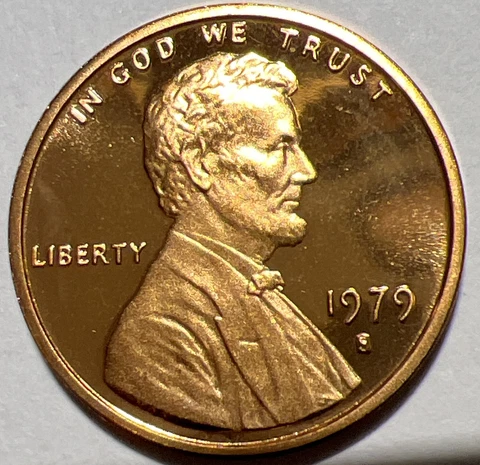 IN GOD WE TRUST
LIBERTY
1979
S